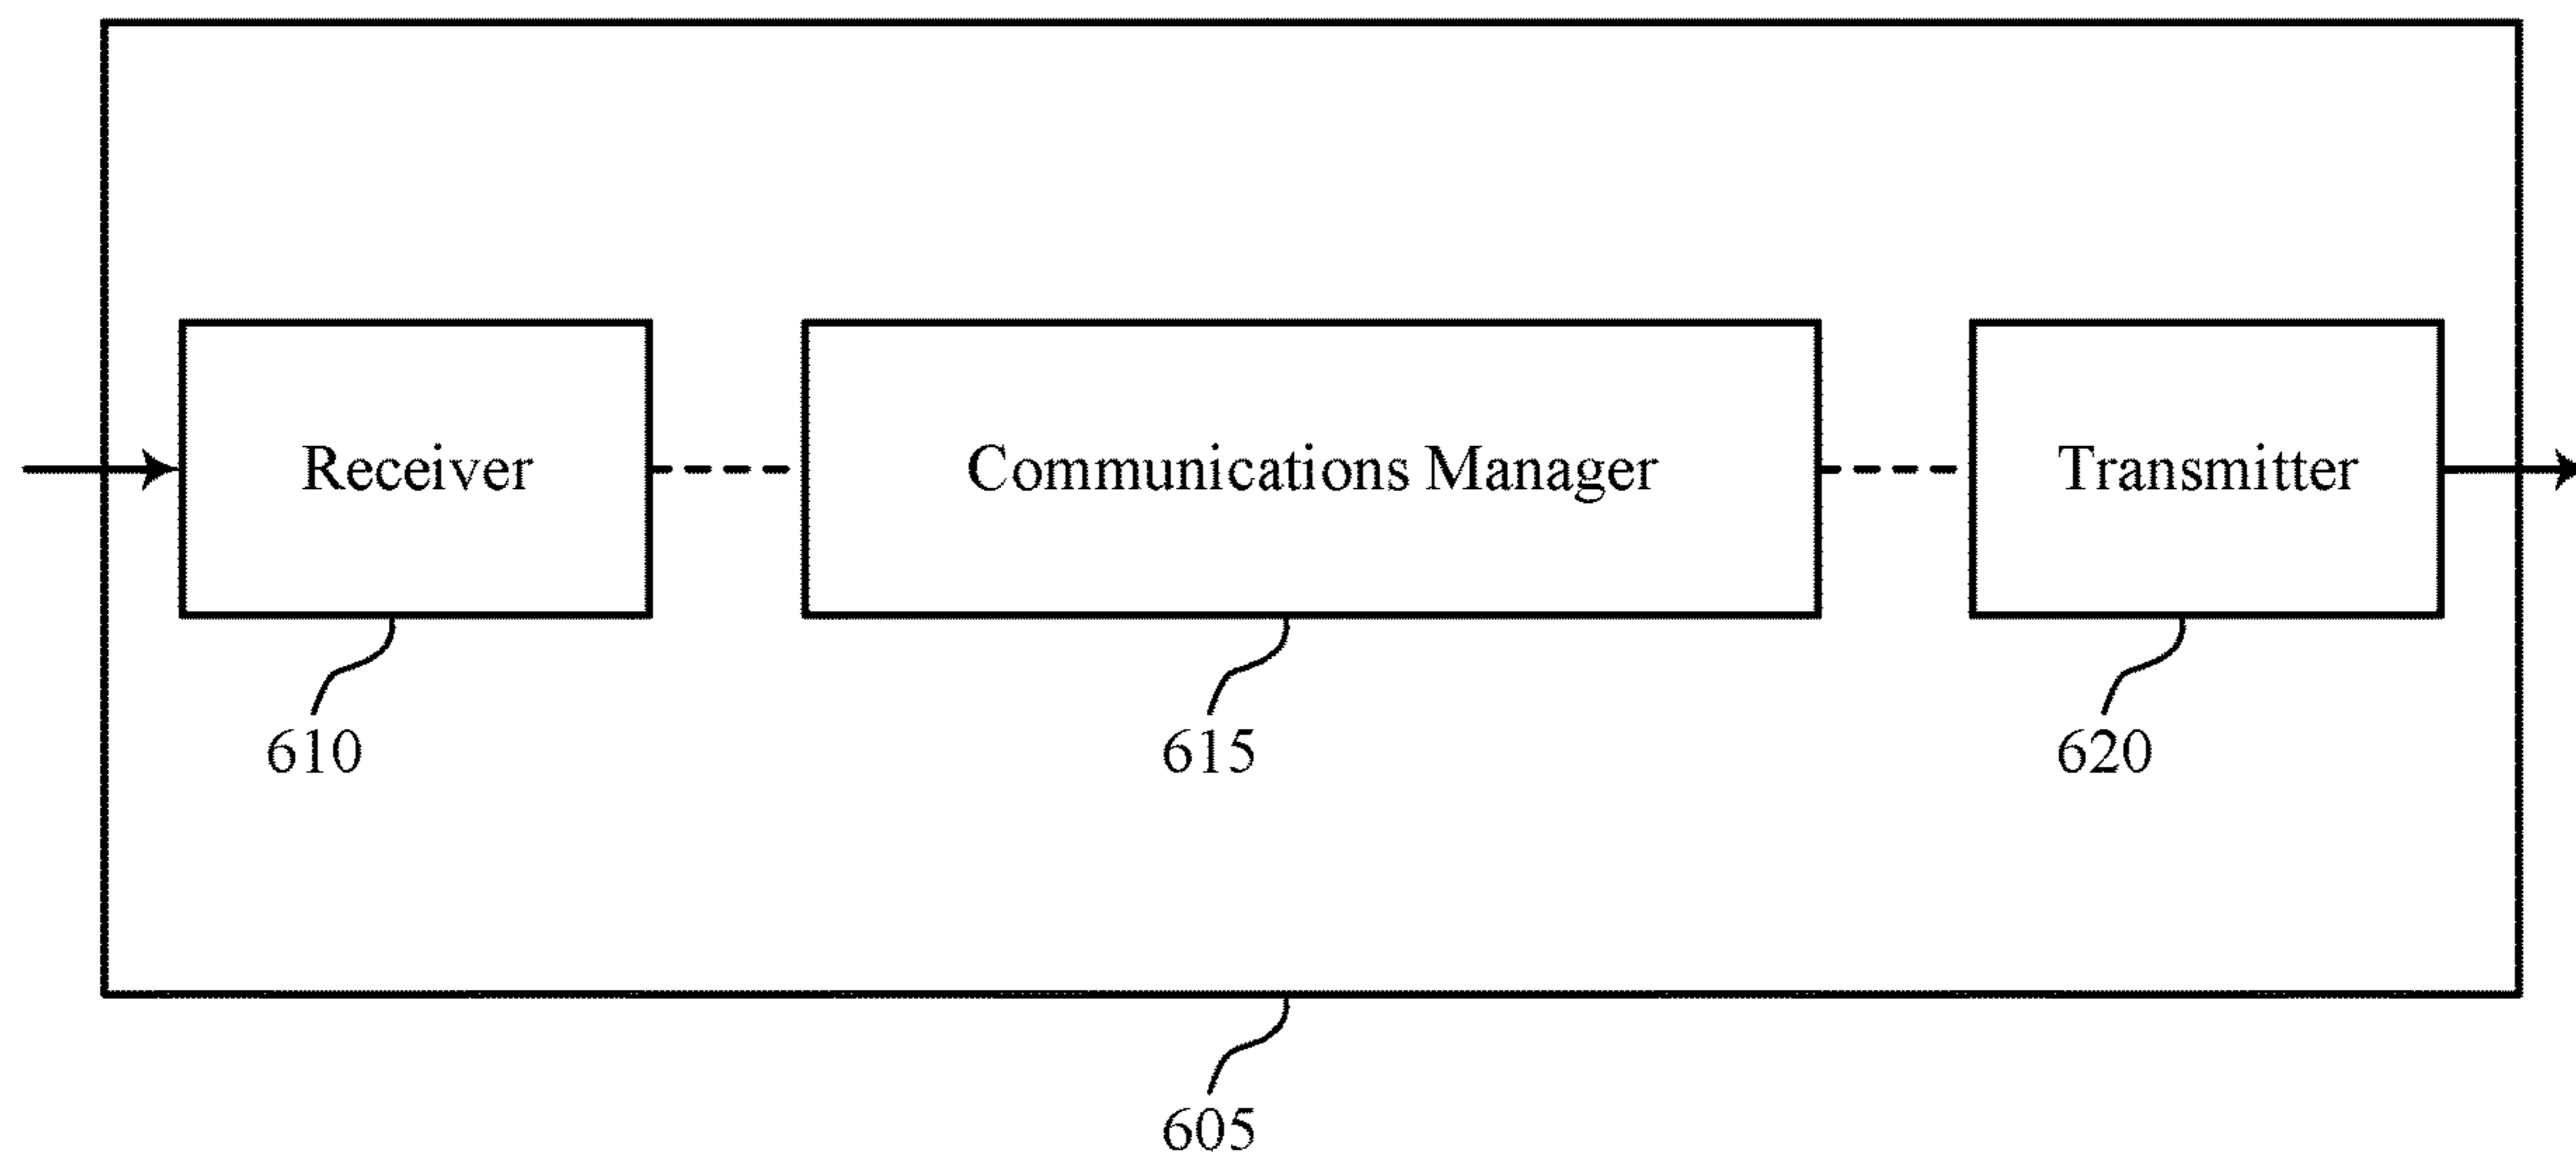 Receiver
Communications Manager
Transmitter
610
615
620
605